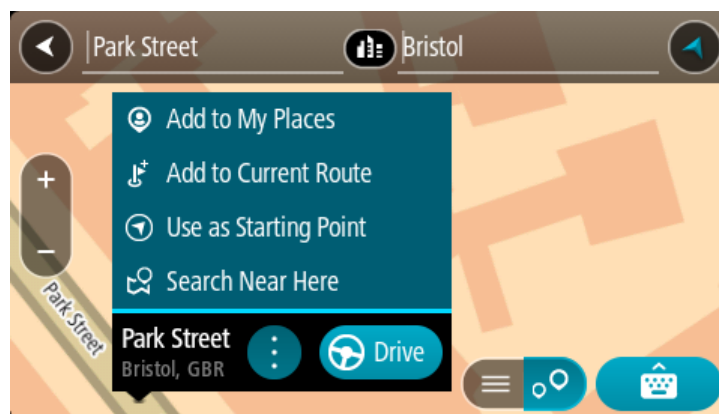 Park Street
Bristol
Add to My Places
Add to Current Route
Use as Starting Point
Search Near Here
+
−
Park Street
Park Street
Bristol, GBR
Drive